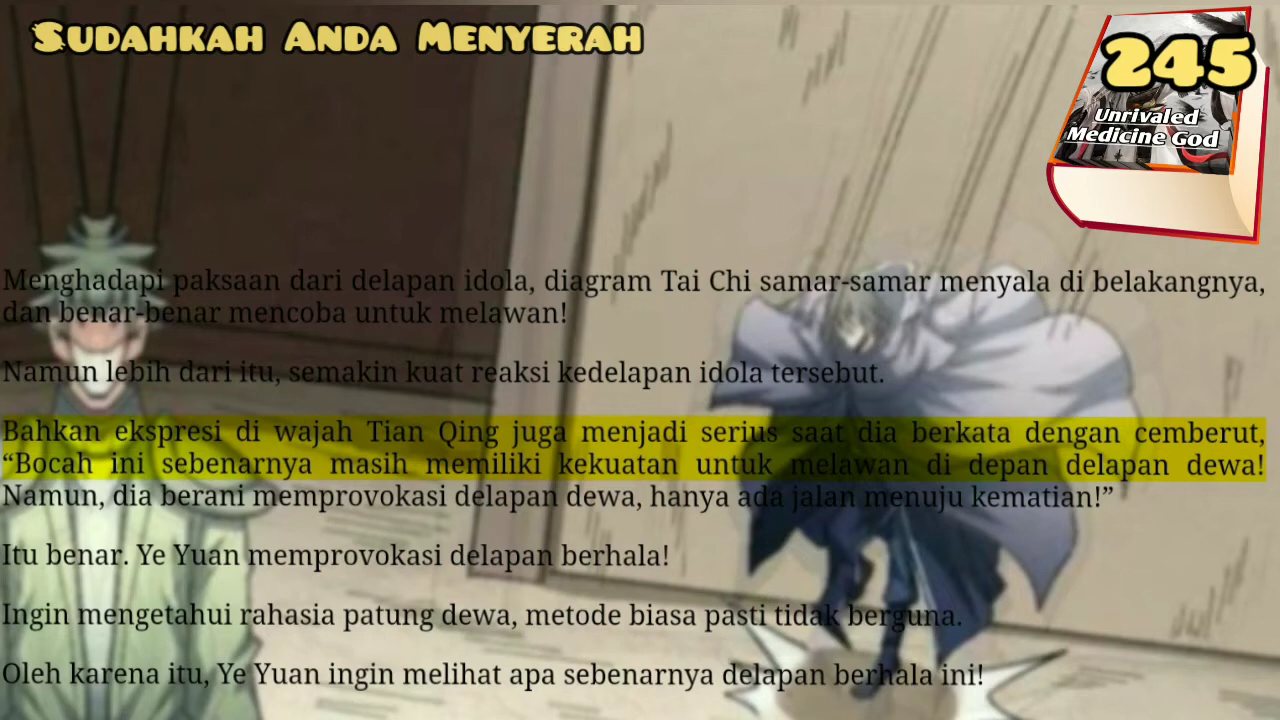 Sudahkah Anda Menyerah
245
Unrivaled
Medicine God
Menghadapi paksaan dari delapan idola, diagram Tai Chi samar-samar menyala di belakangnya,
dan benar-benar mencoba untuk melawan!
Namun lebih dari itu, semakin kuat reaksi kedelapan idola tersebut.
Bahkan ekspresi di wajah Tian Qing juga menjadi serius saat dia berkata dengan cemberut,
“Bocah ini sebenarnya masih memiliki kekuatan untuk melawan di depan delapan dewa!
Namun, dia berani memprovokasi delapan dewa, hanya ada jalan menuju kematian!”
Itu benar. Ye Yuan memprovokasi delapan berhala!
Ingin mengetahui rahasia patung dewa, metode biasa pasti tidak berguna.
Oleh karena itu, Ye Yuan ingin melihat apa sebenarnya delapan berhala ini!